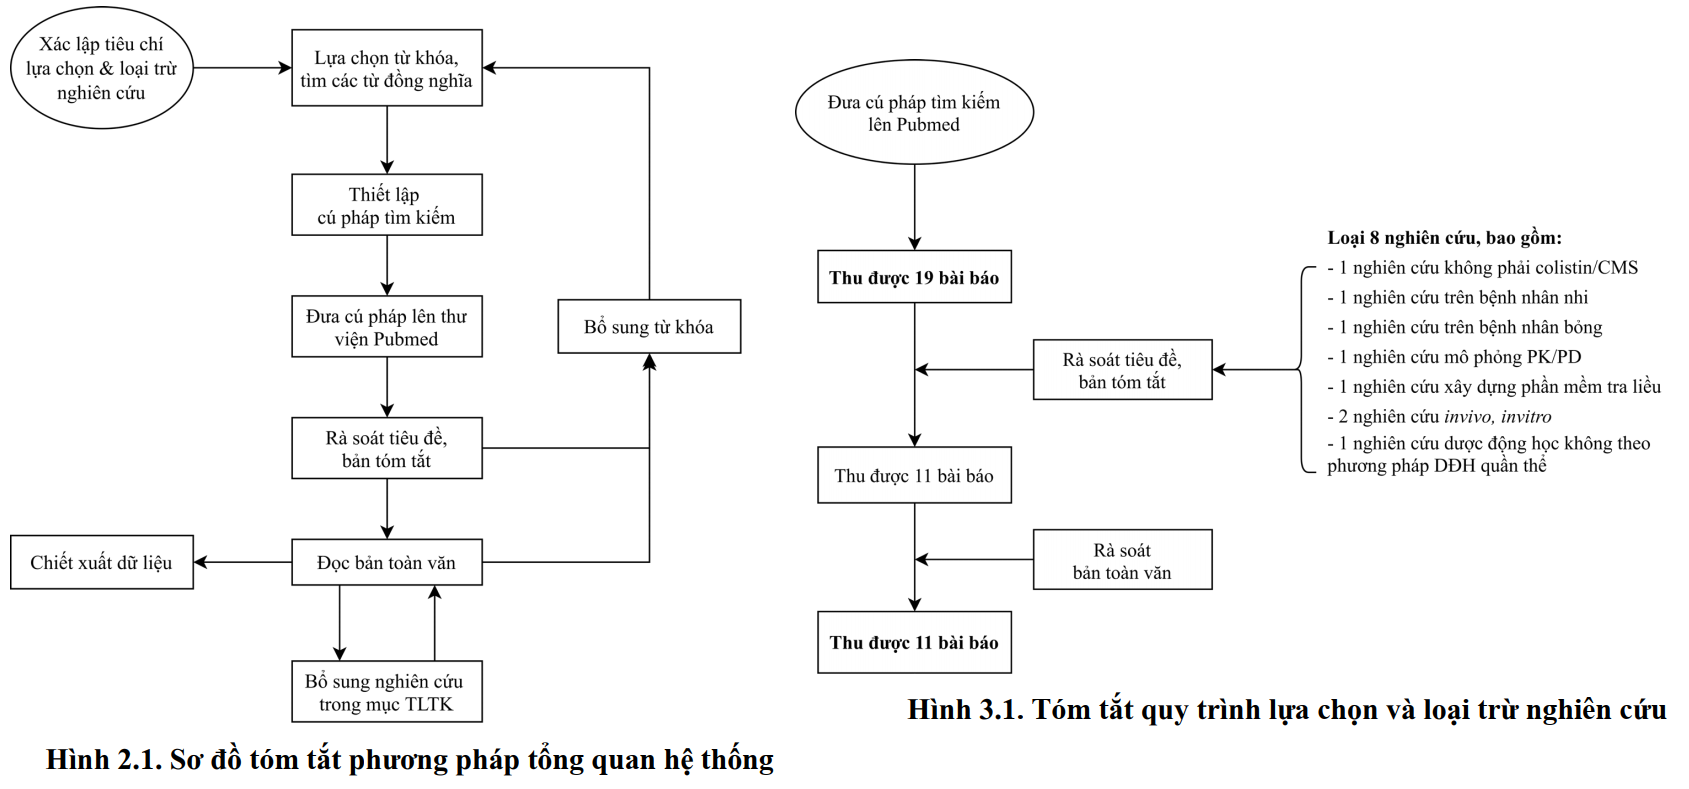 Xác lập tiêu chí
lựa chọn & loại trừ
nghiên cứu
Lựa chọn từ khóa,
tìm các từ đồng nghĩa
Thiết lập
cú pháp tìm kiếm
Đưa cú pháp lên thư
viện Pubmed
Bổ sung từ khóa
Rà soát tiêu đề,
bản tóm tắt
Chiết xuất dữ liệu
Đọc bản toàn văn
Bổ sung nghiên cứu
trong mục TLTK
Hình 2.1. Sơ đồ tóm tắt phương pháp tổng quan hệ thống
Đưa cú pháp tìm kiếm
lên Pubmed
Thu được 19 bài báo
Rà soát tiêu đề,
bản tóm tắt
Loại 8 nghiên cứu, bao gồm:
- 1 nghiên cứu không phải colistin/CMS
- 1 nghiên cứu trên bệnh nhân nhi
- 1 nghiên cứu trên bệnh nhân bỏng
- 1 nghiên cứu mô phỏng PK/PD
- 1 nghiên cứu xây dựng phần mềm tra liều
- 2 nghiên cứu invivo, invitro
- 1 nghiên cứu dược động học không theo
phương pháp DĐH quần thể
Thu được 11 bài báo
Rà soát
bản toàn văn
Thu được 11 bài báo
Hình 3.1. Tóm tắt quy trình lựa chọn và loại trừ nghiên cứu